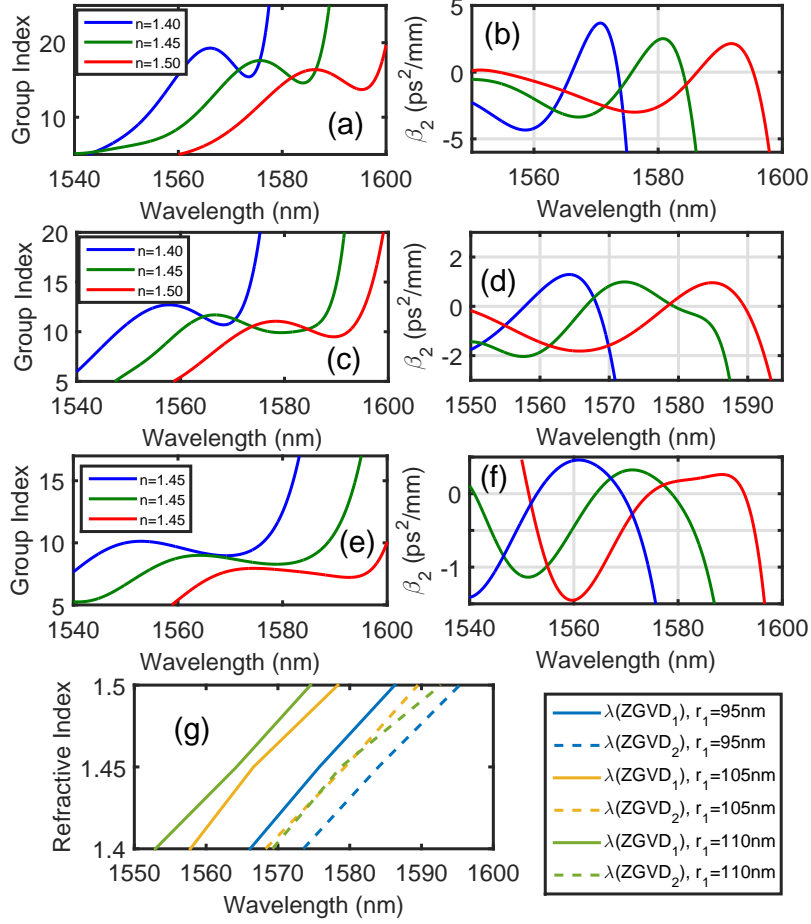 20
10
Group Index
n=1.40
n=1.45
n=1.50
(a)
1540 1560 1580 1600
Wavelength (nm)
5
0
-5
β2 (ps²/mm)
(b)
1560 1580 1600
Wavelength (nm)
20
15
10
5
Group Index
n=1.40
n=1.45
n=1.50
(c)
1540 1560 1580 1600
Wavelength (nm)
2
0
-2
β2 (ps²/mm)
(d)
1550 1560 1570 1580 1590
Wavelength (nm)
15
10
5
Group Index
n=1.45
n=1.45
n=1.45
(e)
1540 1560 1580 1600
Wavelength (nm)
0
-1
β2 (ps²/mm)
(f)
1540 1560 1580 1600
Wavelength (nm)
1.5
1.45
1.4
Refractive Index
(g)
1550 1560 1570 1580 1590 1600
Wavelength (nm)
λ(ZGVD1), r1=95nm
λ(ZGVD2), r1=95nm
λ(ZGVD1), r1=105nm
λ(ZGVD2), r1=105nm
λ(ZGVD1), r1=110nm
λ(ZGVD2), r1=110nm